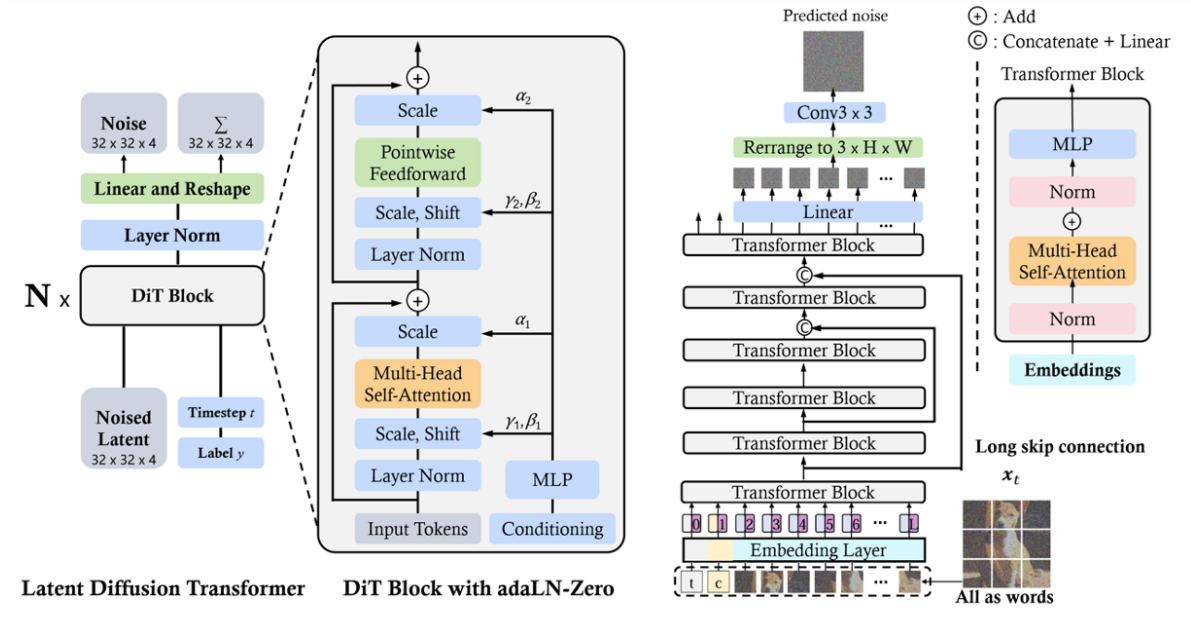 Noise
32 x 32 x 4
∑
32 x 32 x 4
Linear and Reshape
Layer Norm
N x
DiT Block
Noised
Latent
32 x 32 x 4
Timestep t
Label y
Latent Diffusion Transformer
+
Scale
α₂
Pointwise
Feedforward
Scale, Shift
γ₂,β₂
Layer Norm
+
Scale
α₁
Multi-Head
Self-Attention
Scale, Shift
γ₁,β₁
Layer Norm
MLP
Input Tokens
Conditioning
DiT Block with adaLN-Zero
Predicted noise
Conv3 x 3
Rerrange to 3 x H x W
...
Linear
...
Transformer Block
C
Transformer Block
C
Transformer Block
Transformer Block
Transformer Block
Transformer Block
0 1 2 3 4 5 6 ... L
Embedding Layer
t c ...
Long skip connection
xₜ
All as words
+ : Add
C : Concatenate + Linear
Transformer Block
MLP
Norm
+
Multi-Head
Self-Attention
Norm
Embeddings